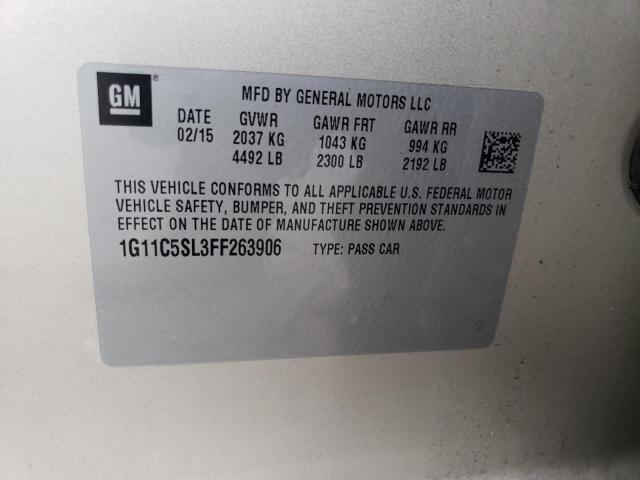 GM ®
MFD BY GENERAL MOTORS LLC
DATE GVWR GAWR FRT GAWR RR
02/15 2037 KG 1043 KG 994 KG
4492 LB 2300 LB 2192 LB
THIS VEHICLE CONFORMS TO ALL APPLICABLE U.S. FEDERAL MOTOR
VEHICLE SAFETY, BUMPER, AND THEFT PREVENTION STANDARDS IN
EFFECT ON THE DATE OF MANUFACTURE SHOWN ABOVE.
1G11C5SL3FF263906 TYPE: PASS CAR